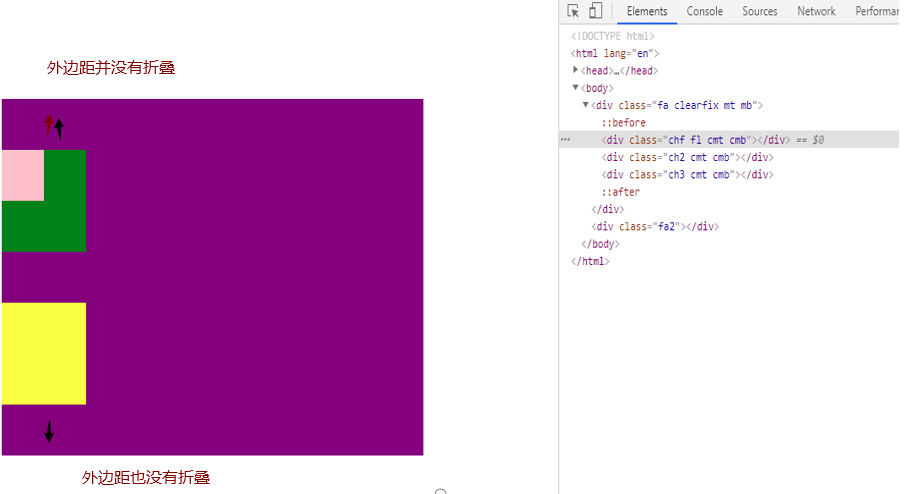 Elements Console Sources Network Performar
<!DOCTYPE html>
外边距并没有折叠
<html lang="en">
<head>…</head>
<body>
<div class="fa clearfix mt mb">
::before
<div class="chf fl cmt cmb"></div> == $0
<div class="ch2 cmt cmb"></div>
<div class="ch3 cmt cmb"></div>
::after
</div>
<div class="fa2"></div>
</body>
</html>
外边距也没有折叠